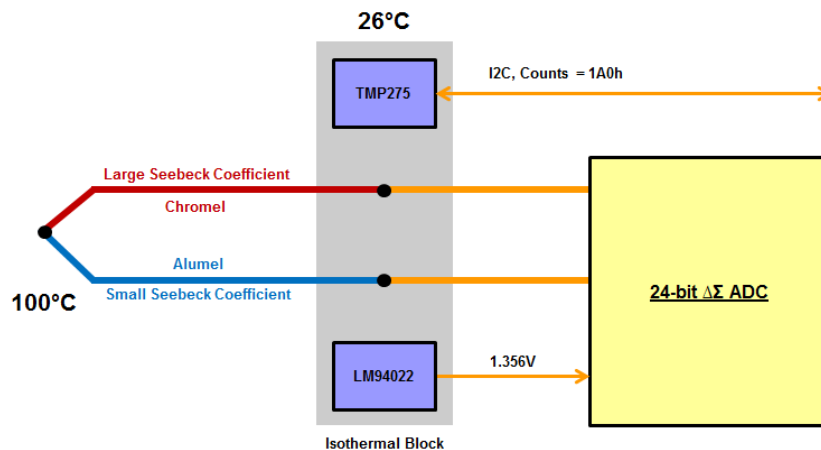 26°C
TMP275
I2C, Counts = 1A0h
Large Seebeck Coefficient
Chromel
Alumel
Small Seebeck Coefficient
100°C
24-bit ΔΣ ADC
LM94022
1.356V
Isothermal Block